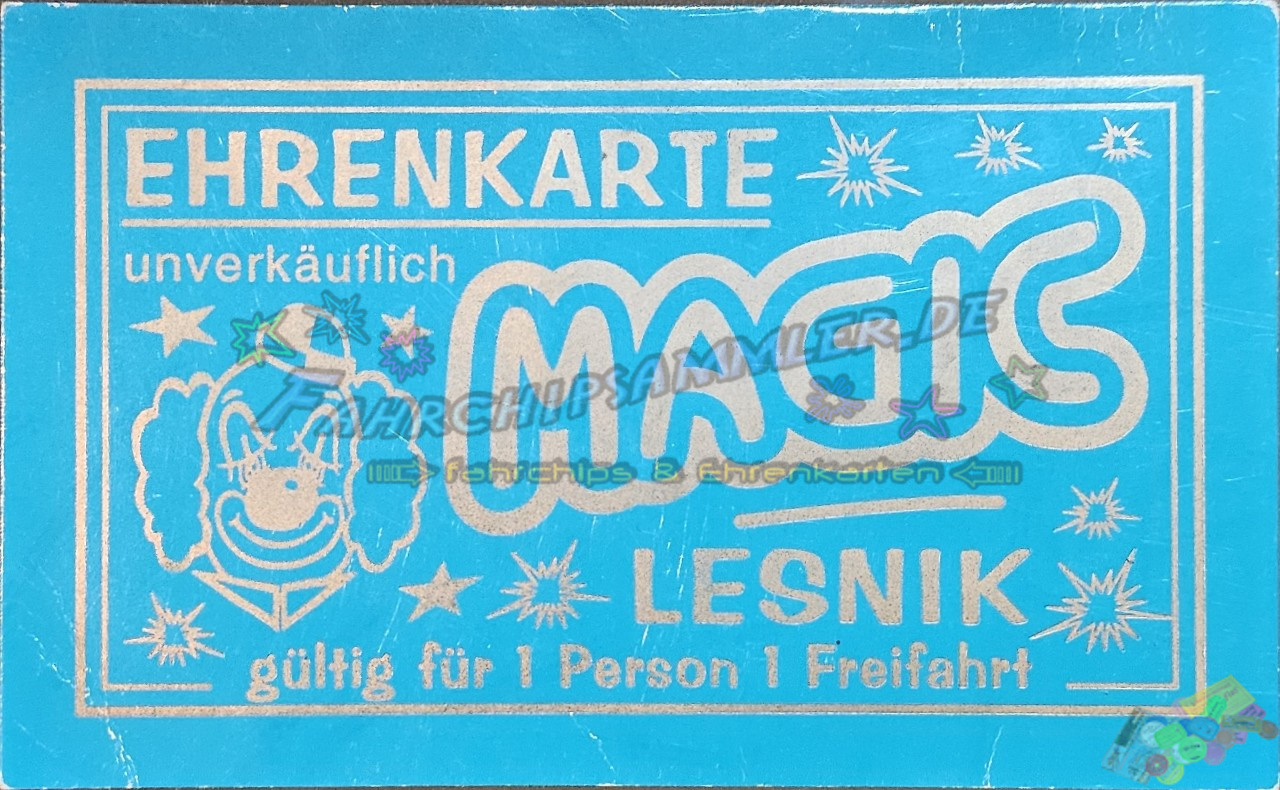 EHRENKARTE
unverkäuflich
MAGIC
FAHRCHIPSAMMLER.DE
fahrchips & Ehrenkarten
LESNIK
gültig für 1 Person 1 Freifahrt